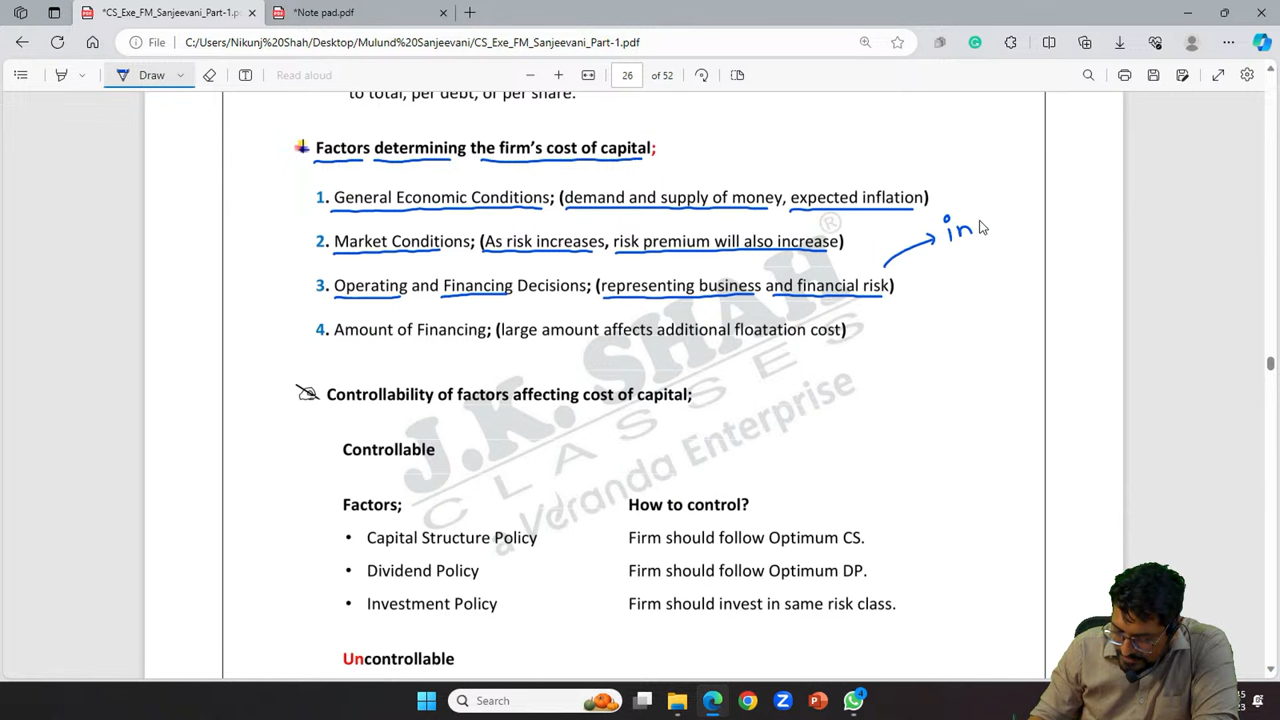 *CS_Exe_FM_Sanjeevani_Part-1.p
Note pad.pdf
File C:/Users/Nikunj%20Shah/Desktop/Mulund%20Sanjeevani/CS_Exe_FM_Sanjeevani_Part-1.pdf
Draw Read aloud 26 of 52
to total, per debt, or per share.
Factors determining the firm's cost of capital;
1. General Economic Conditions; (demand and supply of money, expected inflation)
in
2. Market Conditions; (As risk increases, risk premium will also increase)
3. Operating and Financing Decisions; (representing business and financial risk)
4. Amount of Financing; (large amount affects additional floatation cost)
Controllability of factors affecting cost of capital;
Controllable
Factors; How to control?
• Capital Structure Policy Firm should follow Optimum CS.
• Dividend Policy Firm should follow Optimum DP.
• Investment Policy Firm should invest in same risk class.
Uncontrollable
J.K. SHAH ®
CLASSES
a Veranda Enterprise
Search
4